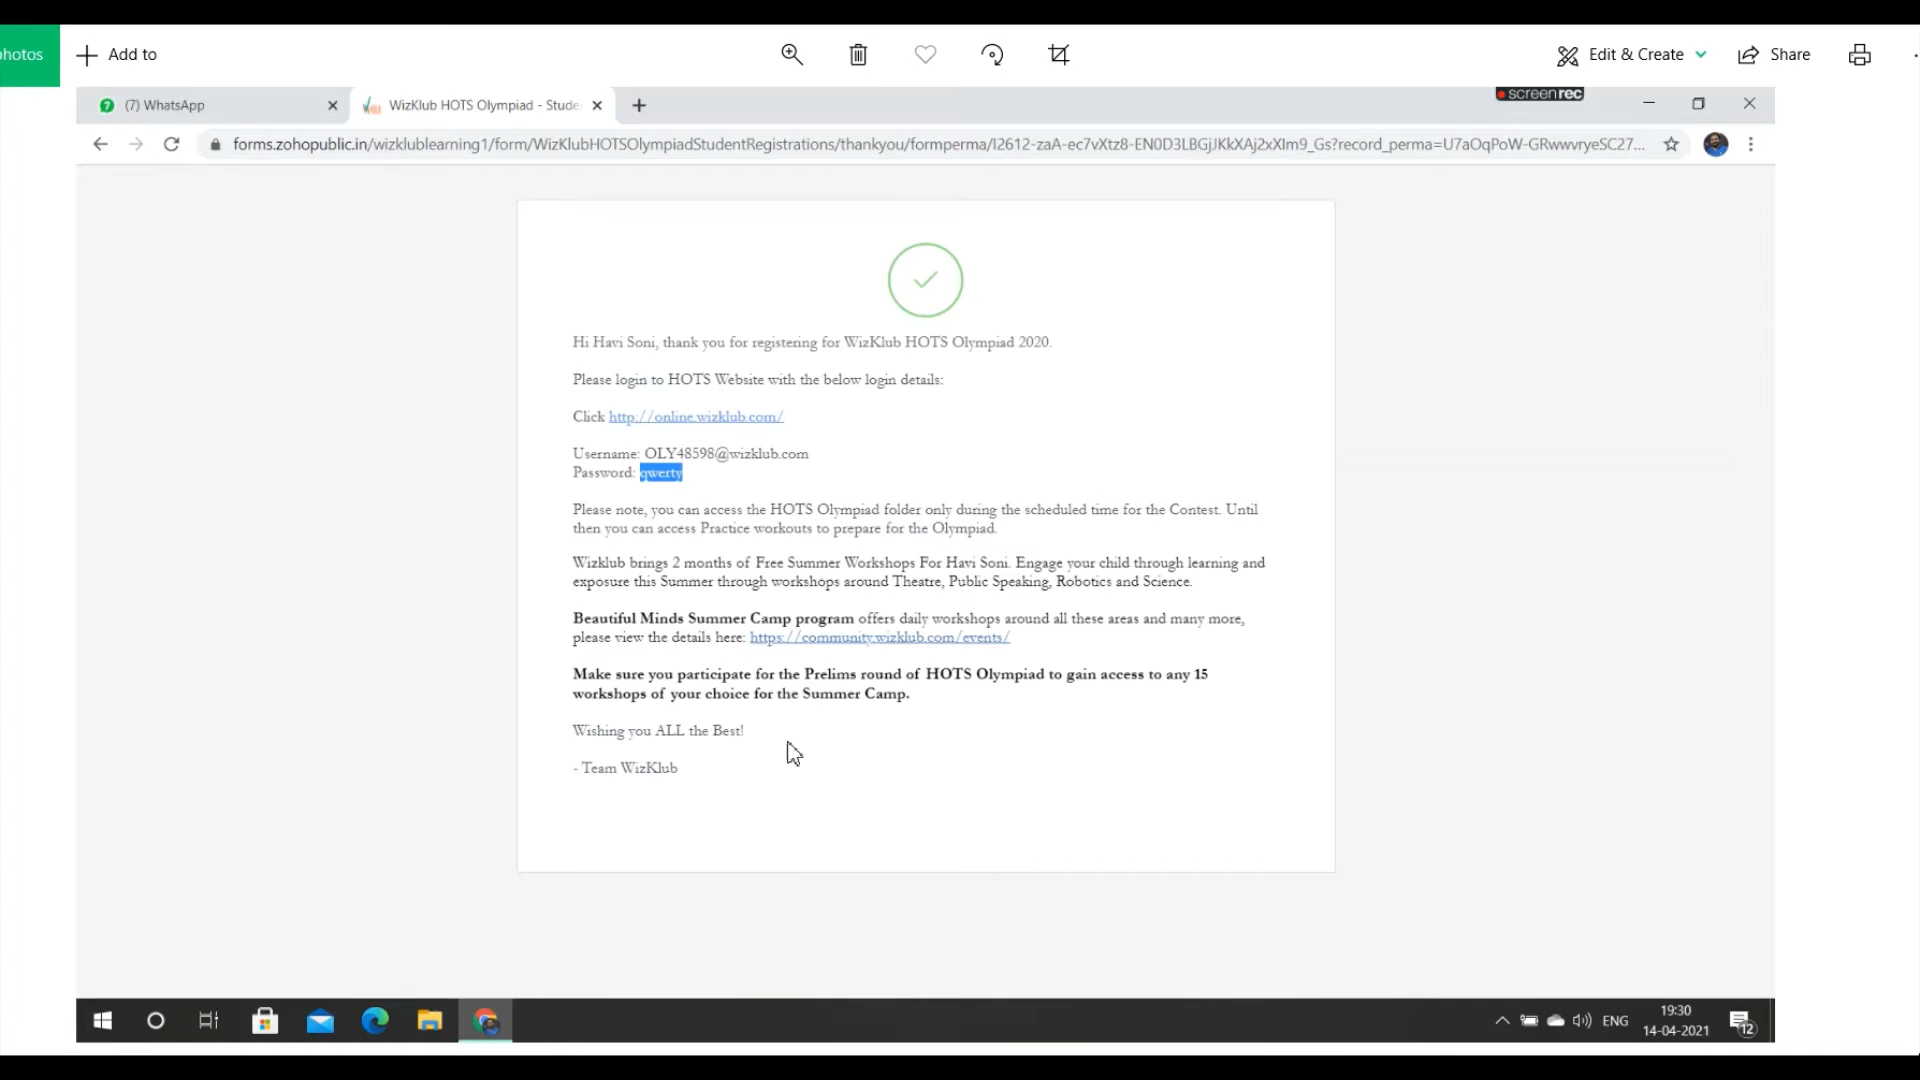 photos
Add to
Edit & Create
Share
(7) WhatsApp
WizKlub HOTS Olympiad - Stude
screenrec
forms.zohopublic.in/wizklublearning1/form/WizKlubHOTSOlympiadStudentRegistrations/thankyou/formperma/I2612-zaA-ec7vXtz8-EN0D3LBGjJKkXAj2xXIm9_Gs?record_perma=U7aOqPoW-GRwwvryeSC27...
Hi Havi Soni, thank you for registering for WizKlub HOTS Olympiad 2020.
Please login to HOTS Website with the below login details:
Click http://online.wizklub.com/
Username: OLY48598@wizklub.com
Password: qwerty
Please note, you can access the HOTS Olympiad folder only during the scheduled time for the Contest. Until
then you can access Practice workouts to prepare for the Olympiad.
Wizklub brings 2 months of Free Summer Workshops For Havi Soni. Engage your child through learning and
exposure this Summer through workshops around Theatre, Public Speaking, Robotics and Science.
Beautiful Minds Summer Camp program offers daily workshops around all these areas and many more,
please view the details here: https://community.wizklub.com/events/
Make sure you participate for the Prelims round of HOTS Olympiad to gain access to any 15
workshops of your choice for the Summer Camp.
Wishing you ALL the Best!
- Team WizKlub
ENG
19:30
14-04-2021
12